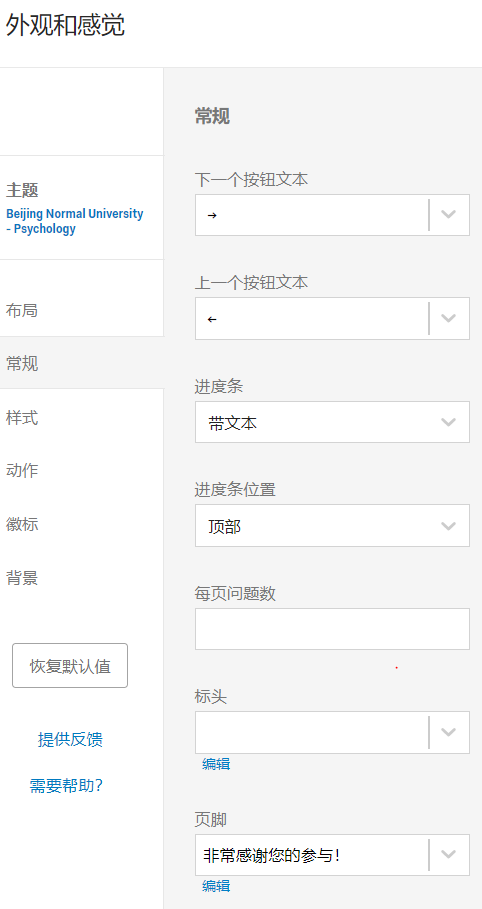 外观和感觉
主题
Beijing Normal University
- Psychology
布局
常规
样式
动作
徽标
背景
恢复默认值
提供反馈
需要帮助?
常规
下一个按钮文本
→
上一个按钮文本
←
进度条
带文本
进度条位置
顶部
每页问题数
标头
编辑
页脚
非常感谢您的参与!
编辑